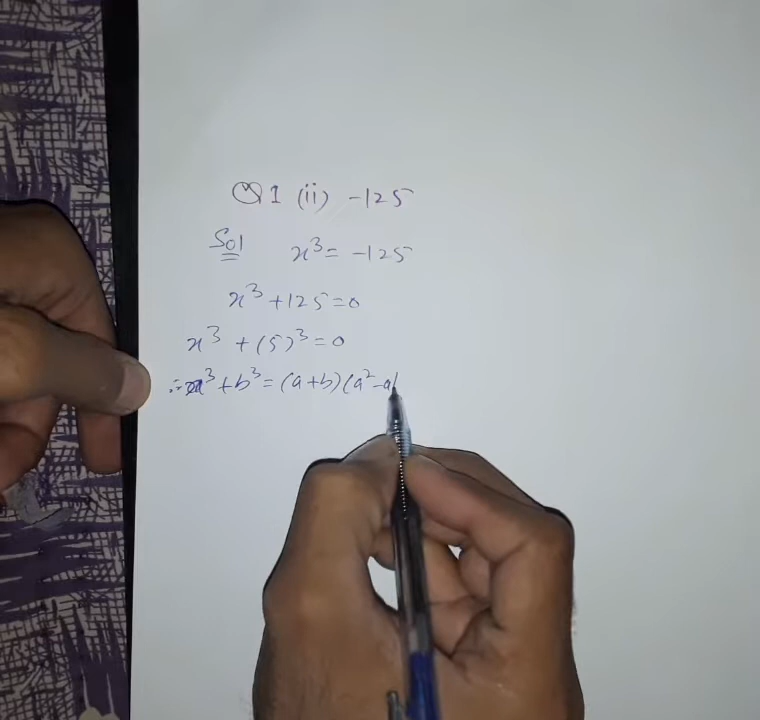 Q1 (ii) -125
Sol x³ = -125
x³ + 125 = 0
x³ + (5)³ = 0
∵ a³ + b³ = (a+b)(a² - a